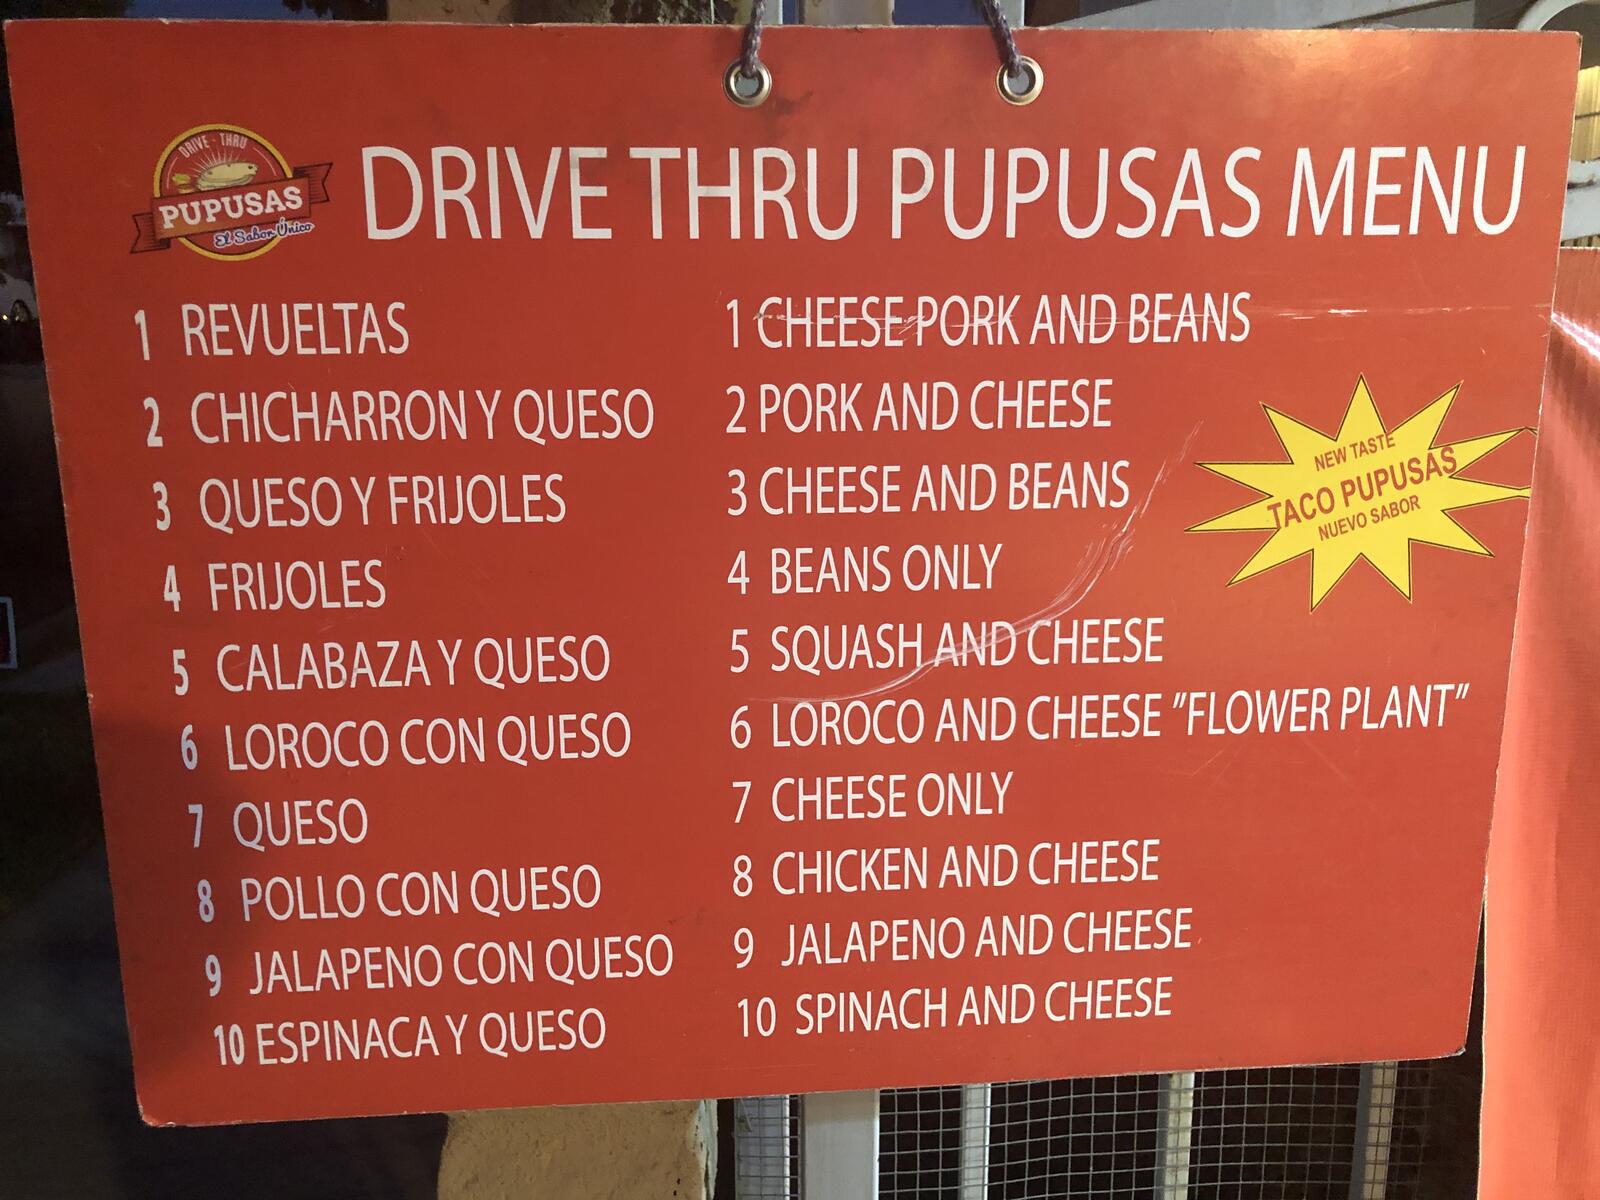 DRIVE - THRU
PUPUSAS
El Sabor Único
DRIVE THRU PUPUSAS MENU
1 REVUELTAS
2 CHICHARRON Y QUESO
3 QUESO Y FRIJOLES
4 FRIJOLES
5 CALABAZA Y QUESO
6 LOROCO CON QUESO
7 QUESO
8 POLLO CON QUESO
9 JALAPENO CON QUESO
10 ESPINACA Y QUESO
1 CHEESE PORK AND BEANS
2 PORK AND CHEESE
3 CHEESE AND BEANS
4 BEANS ONLY
5 SQUASH AND CHEESE
6 LOROCO AND CHEESE "FLOWER PLANT"
7 CHEESE ONLY
8 CHICKEN AND CHEESE
9 JALAPENO AND CHEESE
10 SPINACH AND CHEESE
NEW TASTE
TACO PUPUSAS
NUEVO SABOR